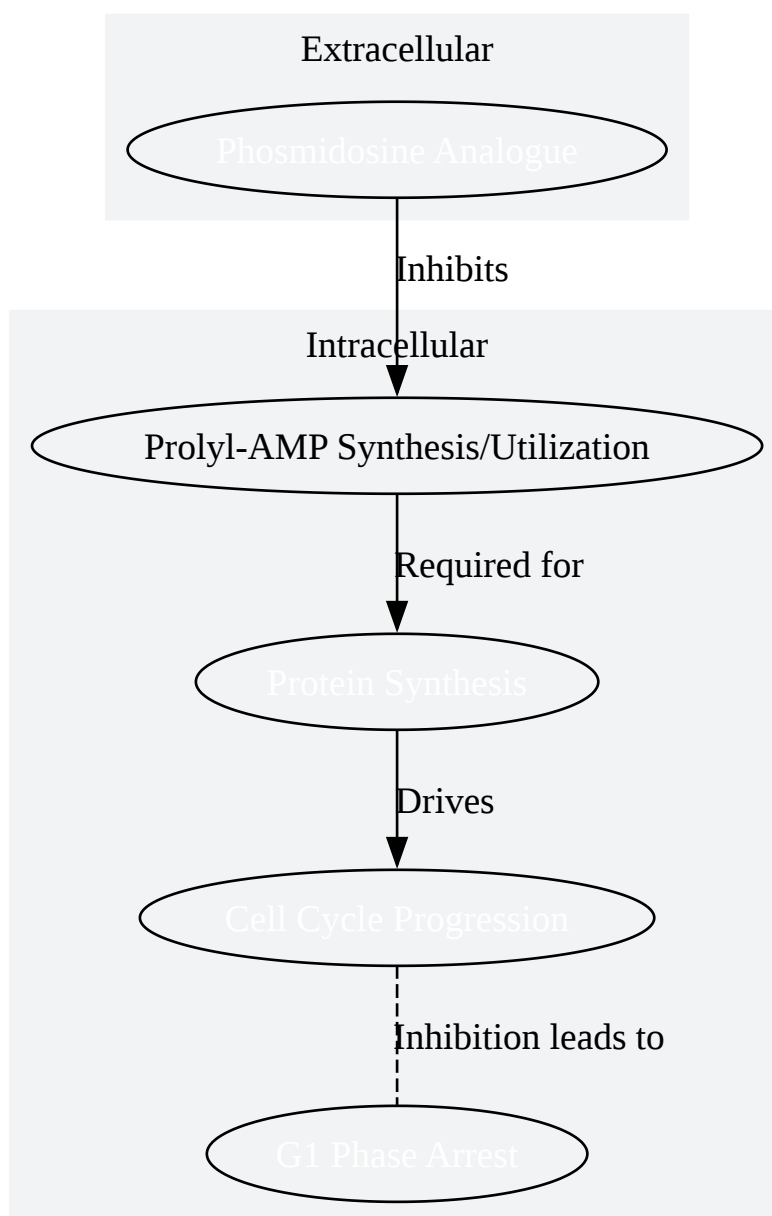 Extracellular
Phosmidosine Analogue
Inhibits
Intracellular
Prolyl-AMP Synthesis/Utilization
Required for
Protein Synthesis
Drives
Cell Cycle Progression
Inhibition leads to
G1 Phase Arrest